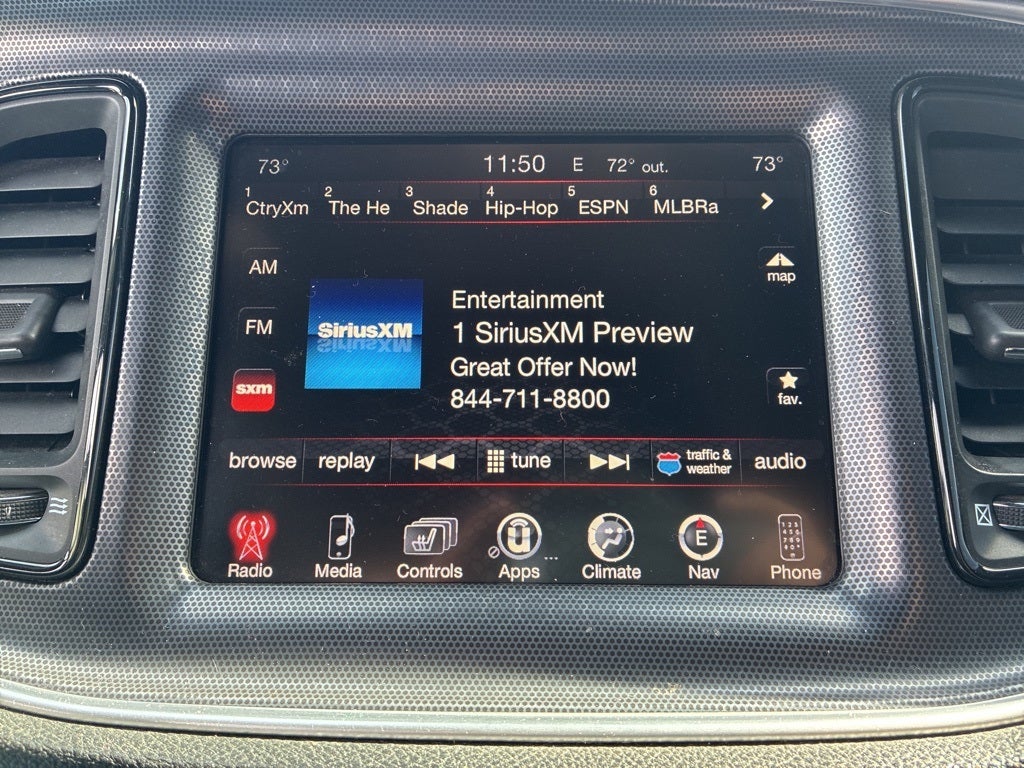 73° 11:50 E 72° out. 73°
1 2 3 4 5 6
CtryXm The He Shade Hip-Hop ESPN MLBRa
AM
map
SiriusXM
Entertainment
FM
1 SiriusXM Preview
Great Offer Now!
sxm
fav.
844-711-8800
browse replay tune traffic & weather audio
E
Radio Media Controls Apps Climate Nav Phone